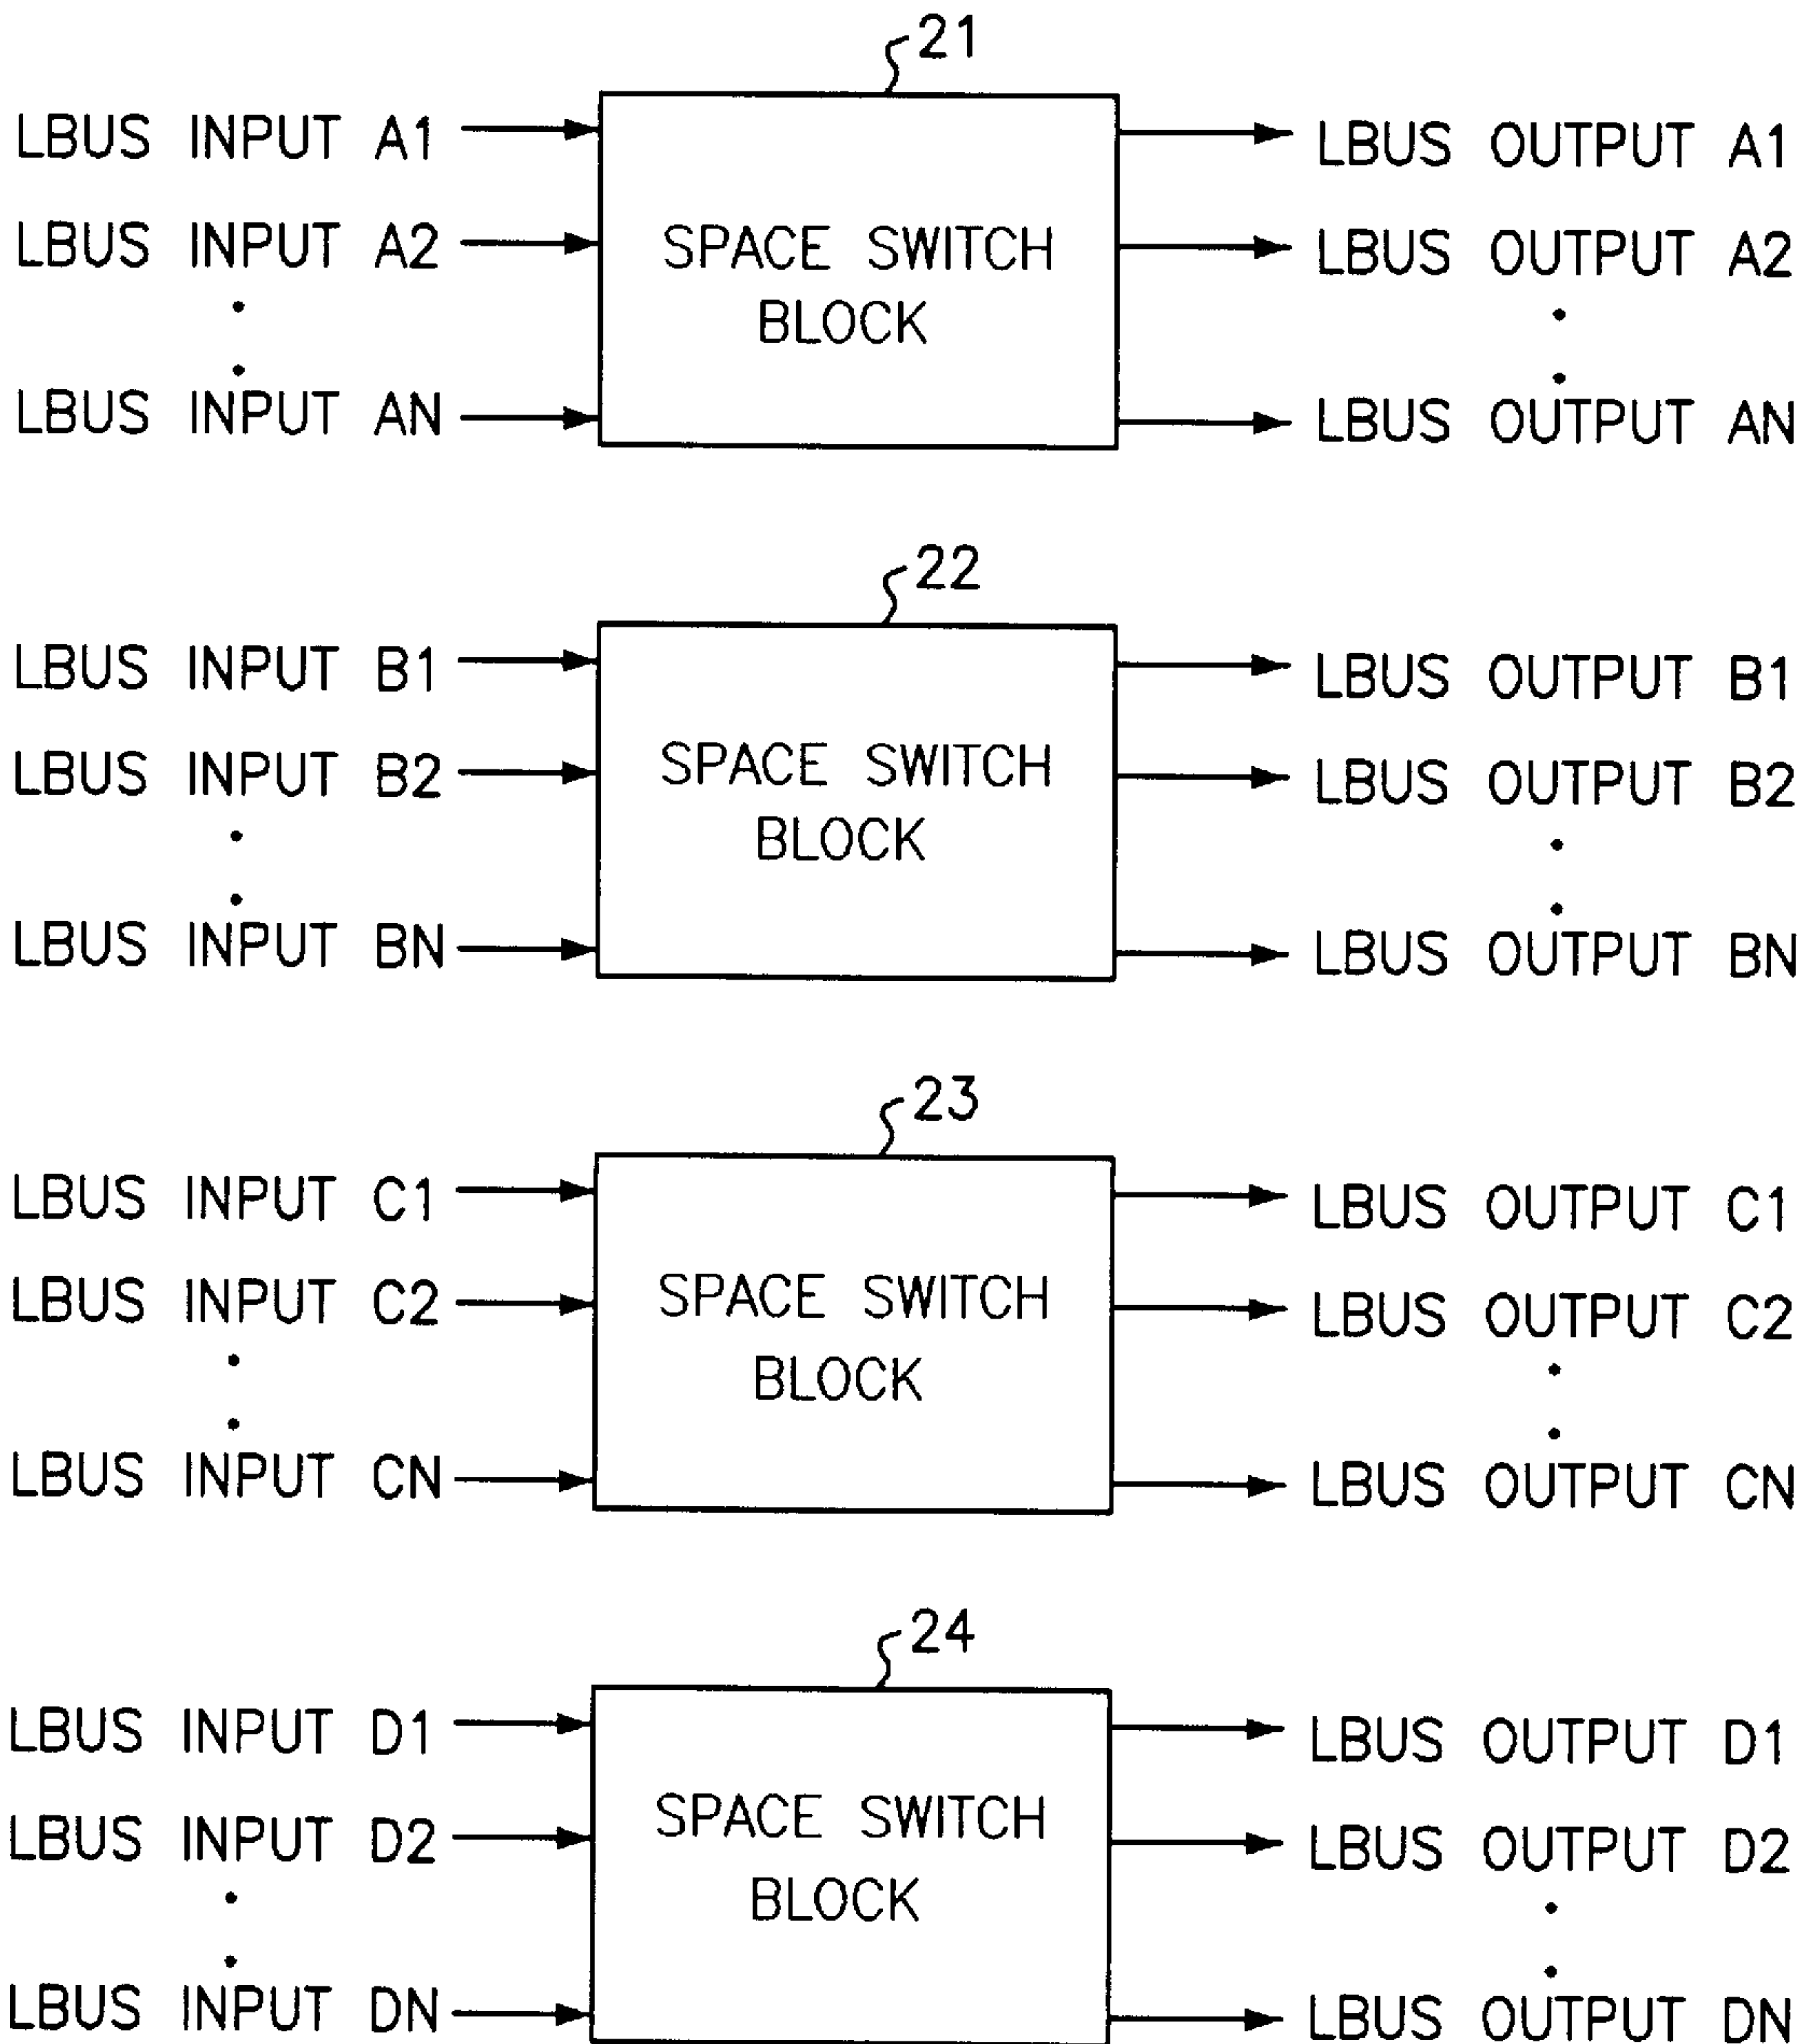 21
LBUS INPUT A1
LBUS OUTPUT A1
LBUS INPUT A2
SPACE SWITCH
LBUS OUTPUT A2
BLOCK
LBUS INPUT AN
LBUS OUTPUT AN
22
LBUS INPUT B1
LBUS OUTPUT B1
LBUS INPUT B2
SPACE SWITCH
LBUS OUTPUT B2
BLOCK
LBUS INPUT BN
LBUS OUTPUT BN
23
LBUS INPUT C1
LBUS OUTPUT C1
LBUS INPUT C2
SPACE SWITCH
LBUS OUTPUT C2
BLOCK
LBUS INPUT CN
LBUS OUTPUT CN
24
LBUS INPUT D1
LBUS OUTPUT D1
LBUS INPUT D2
SPACE SWITCH
LBUS OUTPUT D2
BLOCK
LBUS INPUT DN
LBUS OUTPUT DN